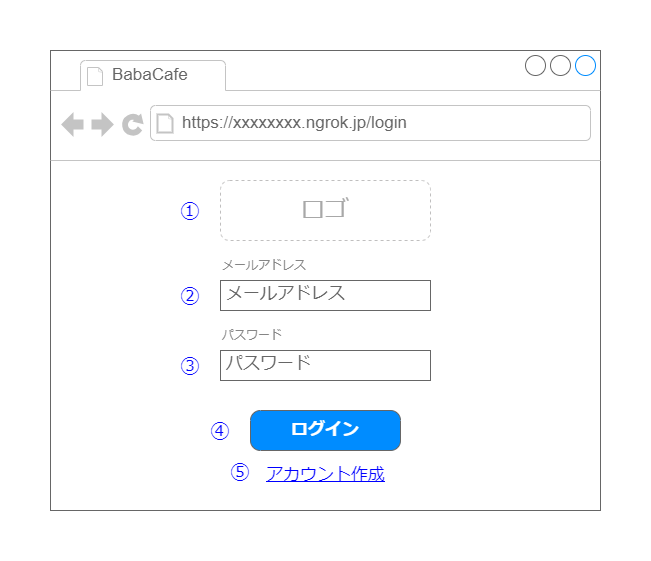 BabaCafe
https://xxxxxxxx.ngrok.jp/login
① ロゴ
メールアドレス
② メールアドレス
パスワード
③ パスワード
④ ログイン
⑤ アカウント作成